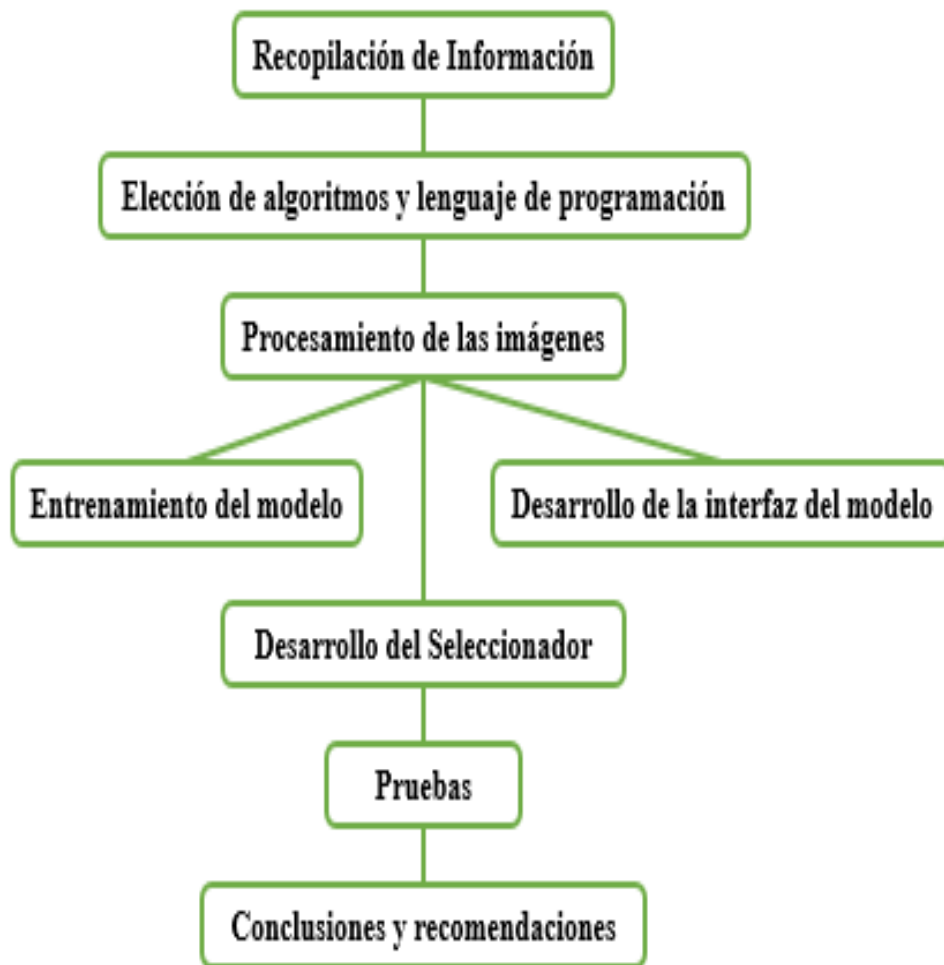 Recopilación de Información
Elección de algoritmos y lenguaje de programación
Procesamiento de las imágenes
Entrenamiento del modelo
Desarrollo de la interfaz del modelo
Desarrollo del Seleccionador
Pruebas
Conclusiones y recomendaciones